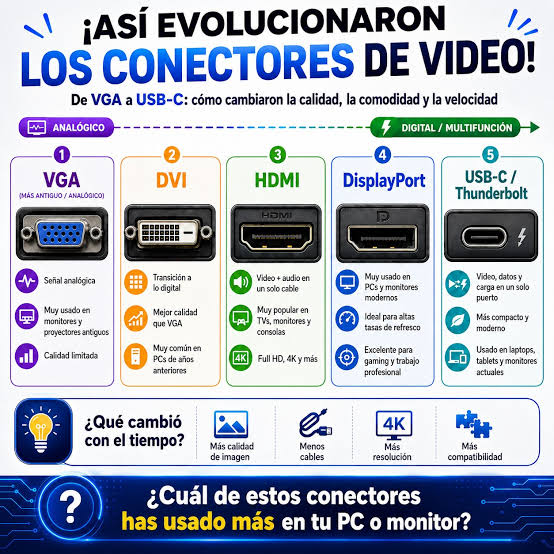 ¡ASÍ EVOLUCIONARON
LOS CONECTORES DE VIDEO!
De VGA a USB-C: cómo cambiaron la calidad, la comodidad y la velocidad
ANALÓGICO
DIGITAL / MULTIFUNCIÓN
1
VGA
(MÁS ANTIGUO / ANALÓGICO)
Señal analógica
Muy usado en
monitores y
proyectores antiguos
Calidad limitada
2
DVI
Transición a
lo digital
Mejor calidad
que VGA
Muy común en
PCs de años
anteriores
3
HDMI
HDMI
Video + audio en
un solo cable
Muy popular en
TVs, monitores y
consolas
4K
Full HD, 4K y más
4
DisplayPort
Muy usado en
PCs y monitores
modernos
Ideal para altas
tasas de refresco
Excelente para
gaming y trabajo
profesional
5
USB-C /
Thunderbolt
Video, datos y
carga en un solo
puerto
Más compacto y
moderno
Usado en laptops,
tablets y monitores
actuales
¿Qué cambió
con el tiempo?
Más calidad
de imagen
Menos
cables
4K
Más
resolución
Más
compatibilidad
?
¿Cuál de estos conectores
has usado más en tu PC o monitor?